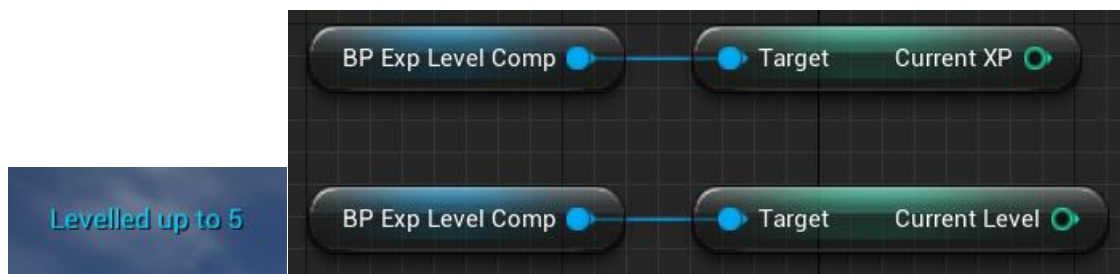 BP Exp Level Comp Target Current XP
Levelled up to 5
BP Exp Level Comp Target Current Level